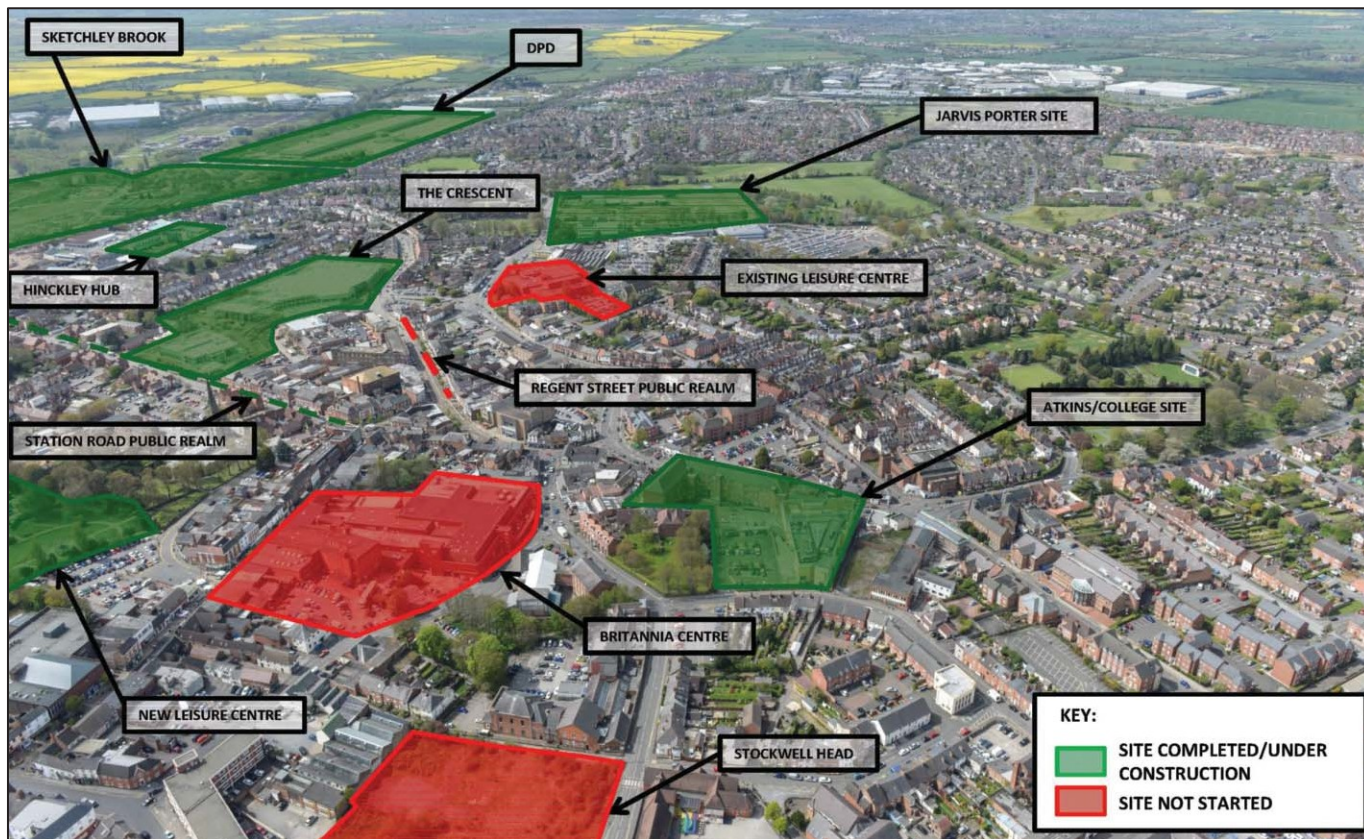 SKETCHLEY BROOK
DPD
JARVIS PORTER SITE
THE CRESCENT
HINCKLEY HUB
EXISTING LEISURE CENTRE
REGENT STREET PUBLIC REALM
ATKINS/COLLEGE SITE
STATION ROAD PUBLIC REALM
BRITANNIA CENTRE
NEW LEISURE CENTRE
STOCKWELL HEAD
KEY:
SITE COMPLETED/UNDER
CONSTRUCTION
SITE NOT STARTED